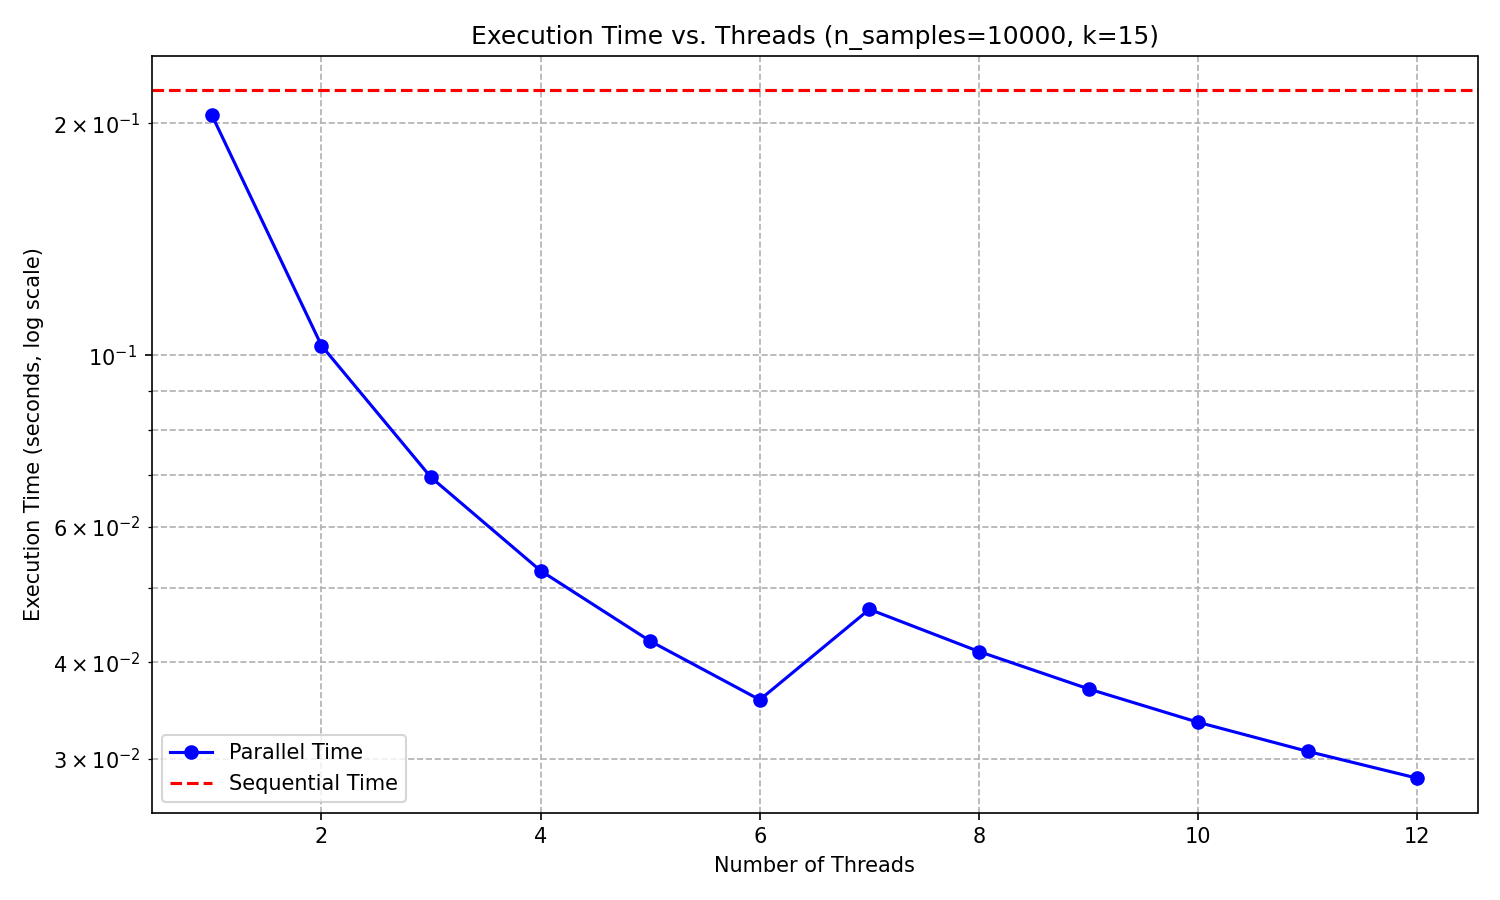 Execution Time vs. Threads (n_samples=10000, k=15)
Execution Time (seconds, log scale)
2 × 10⁻¹
10⁻¹
6 × 10⁻²
4 × 10⁻²
3 × 10⁻²
Parallel Time
Sequential Time
2 4 6 8 10 12
Number of Threads